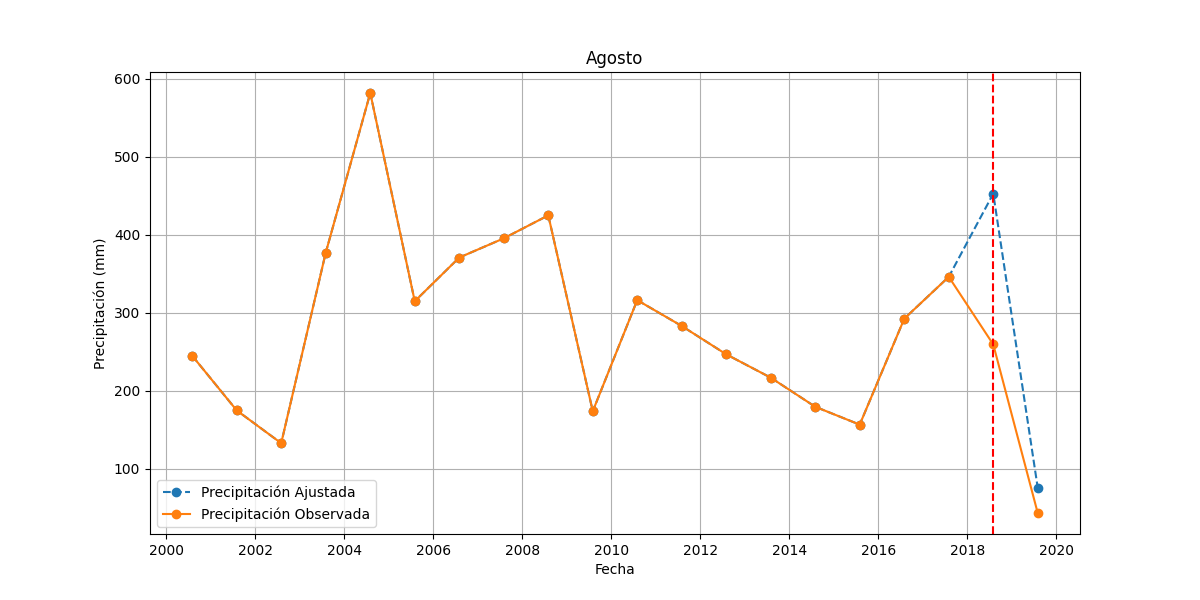 Agosto
Precipitación (mm)
600
500
400
300
200
100
Precipitación Ajustada
Precipitación Observada
2000 2002 2004 2006 2008 2010 2012 2014 2016 2018 2020
Fecha